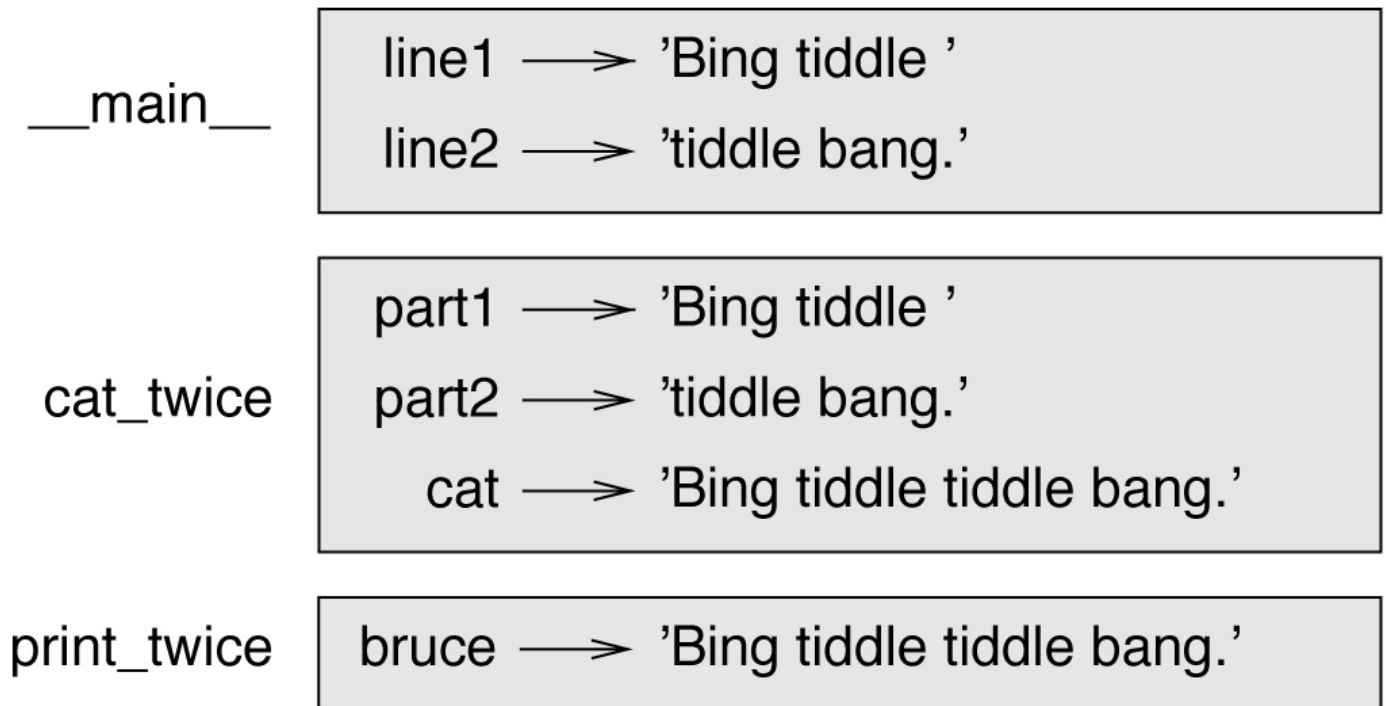 line1 ’Bing tiddle ’
__main__
line2 ’tiddle bang.’
part1 ’Bing tiddle ’
cat_twice part2 ’tiddle bang.’
cat ’Bing tiddle tiddle bang.’
print_twice bruce ’Bing tiddle tiddle bang.’